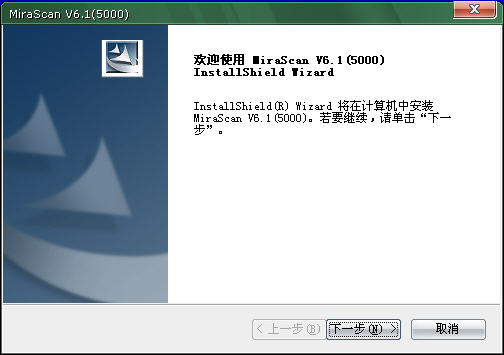 MiraScan V6.1(5000)
欢迎使用 MiraScan V6.1(5000)
InstallShield Wizard
InstallShield(R) Wizard 将在计算机中安装
MiraScan V6.1(5000)。若要继续，请单击“下一
步”。
< 上一步(B) 下一步(N) > 取消